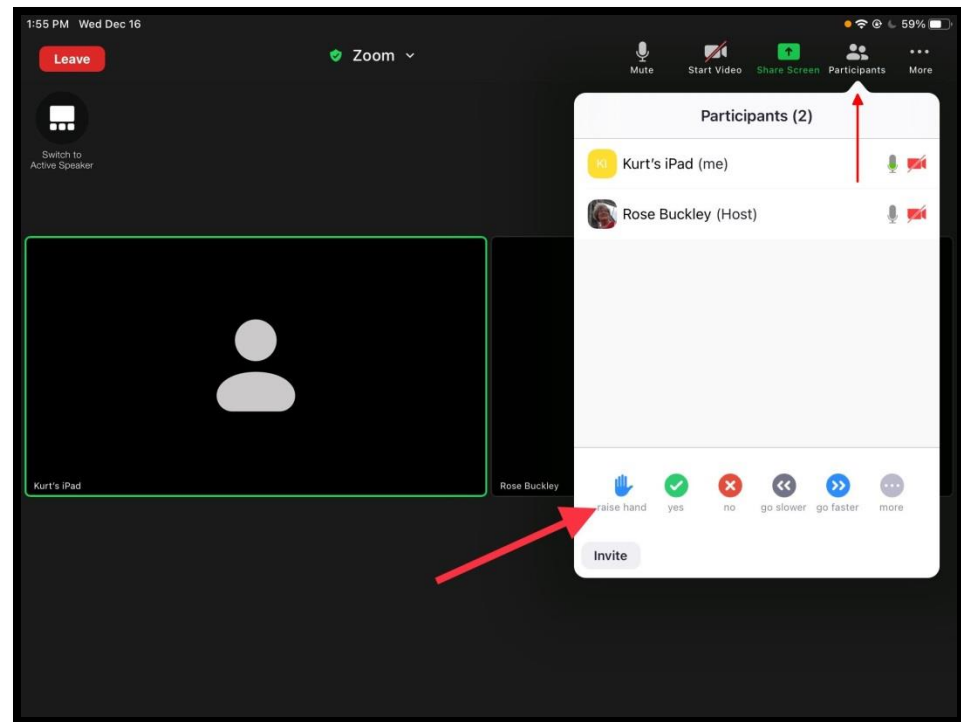 1:55 PM Wed Dec 16
59%
Leave
Zoom
Mute
Start Video
Share Screen
Participants
More
Switch to
Active Speaker
Participants (2)
KI
Kurt's iPad (me)
Rose Buckley (Host)
Kurt's iPad
Rose Buckley
raise hand
yes
no
go slower
go faster
more
Invite